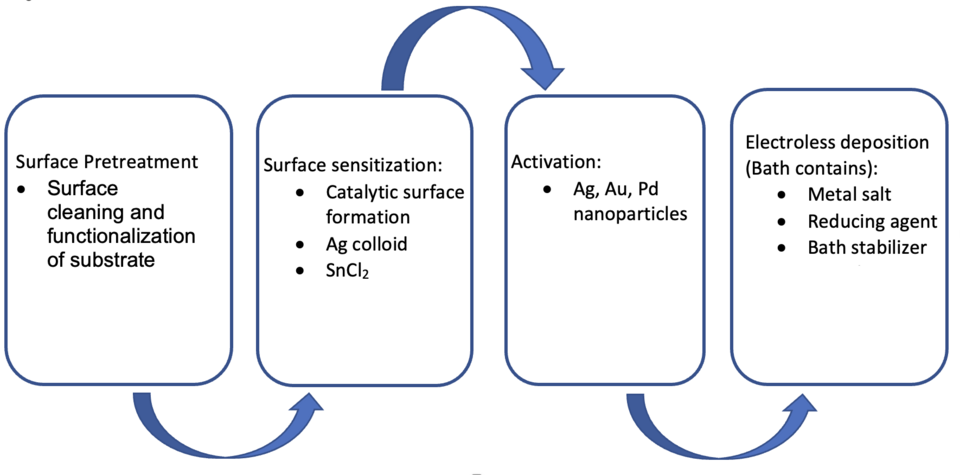 Surface Pretreatment
• Surface
cleaning and
functionalization
of substrate
Surface sensitization:
• Catalytic surface
formation
• Ag colloid
• SnCl₂
Activation:
• Ag, Au, Pd
nanoparticles
Electroless deposition
(Bath contains):
• Metal salt
• Reducing agent
• Bath stabilizer